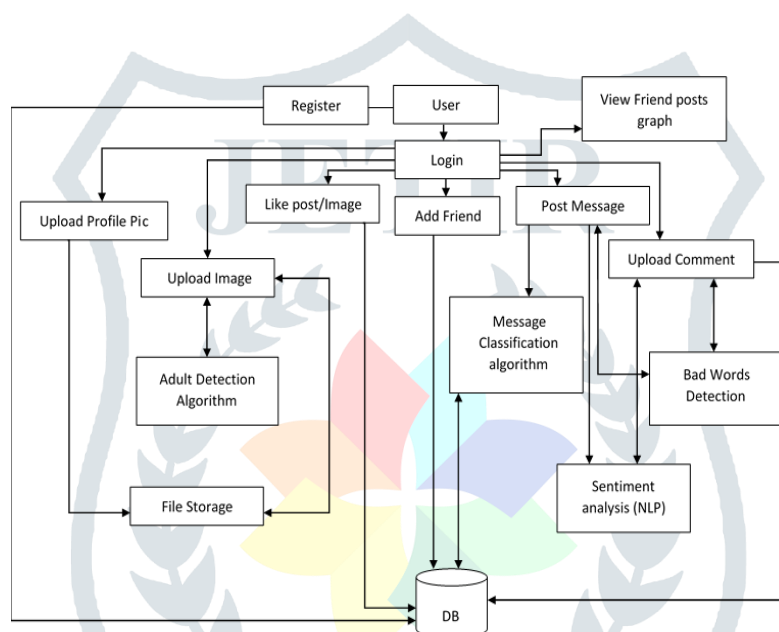 View Friend posts
graph
Register
User
Login
Upload Profile Pic
Like post/Image
Add Friend
Post Message
Upload Image
Upload Comment
Message
Classification
algorithm
Adult Detection
Algorithm
Bad Words
Detection
File Storage
Sentiment
analysis (NLP)
DB
JETIR